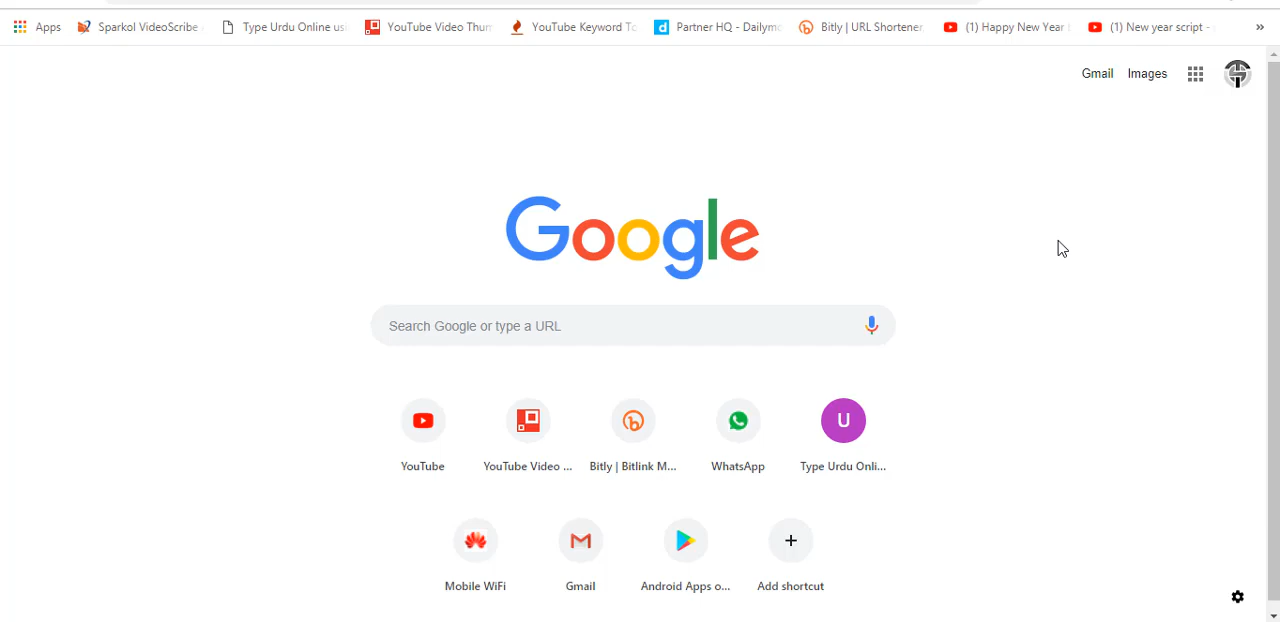 Apps Sparkol VideoScribe Type Urdu Online usi YouTube Video Thum YouTube Keyword To Partner HQ - Dailymo Bitly | URL Shortener (1) Happy New Year (1) New year script - »
Gmail Images
Google
Search Google or type a URL
YouTube YouTube Video ... Bitly | Bitlink M... WhatsApp U Type Urdu Onli...
Mobile WiFi Gmail Android Apps o... Add shortcut